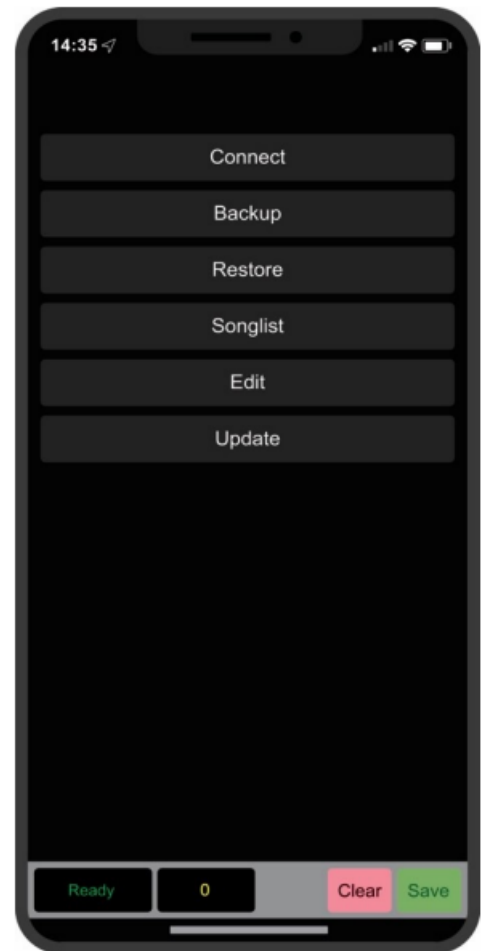 14:35
Connect
Backup
Restore
Songlist
Edit
Update
Ready 0 Clear Save